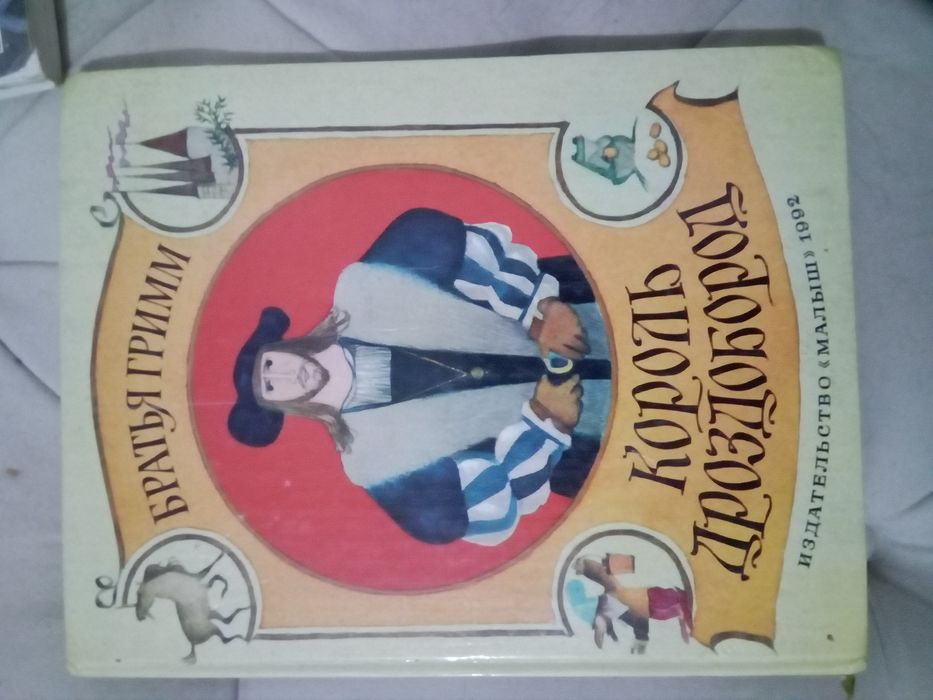 БРАТЬЯ ГРИММ
КОРОЛЬ
ДРОЗДОБОРОД
ИЗДАТЕЛЬСТВО «МАЛЫШ» 1992